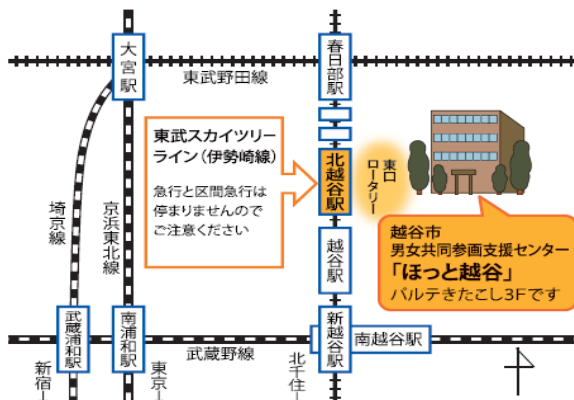 大宮駅
春日部駅
東武野田線
東武スカイツリー
ライン(伊勢崎線)
急行と区間急行は
停まりませんので
ご注意ください
北越谷駅
東口
ロータリー
越谷市
男女共同参画支援センター
「ほっと越谷」
パルテきたこし3Fです
埼京線
京浜東北線
越谷駅
武蔵浦和駅
南浦和駅
武蔵野線
新越谷駅
南越谷駅
新宿↓
東京↓
北千住↓